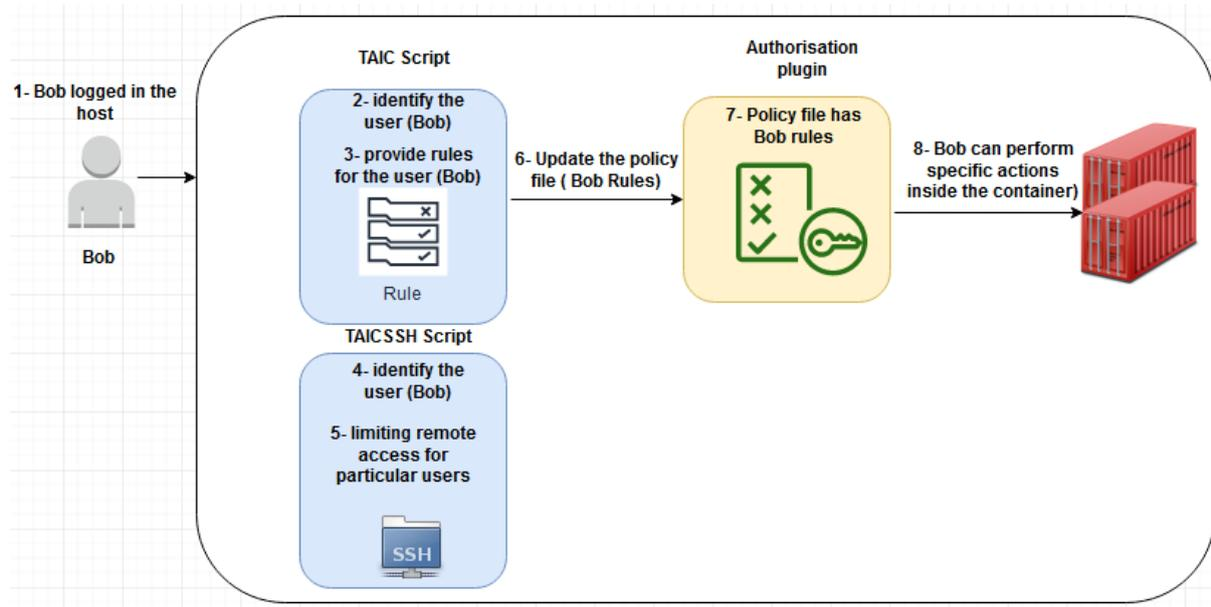 1- Bob logged in the
host
Bob
TAIC Script
2- identify the
user (Bob)
3- provide rules
for the user (Bob)
Rule
TAICSSH Script
4- identify the
user (Bob)
5- limiting remote
access for
particular users
SSH
6- Update the policy
file ( Bob Rules)
Authorisation
plugin
7- Policy file has
Bob rules
8- Bob can perform
specific actions
inside the container)